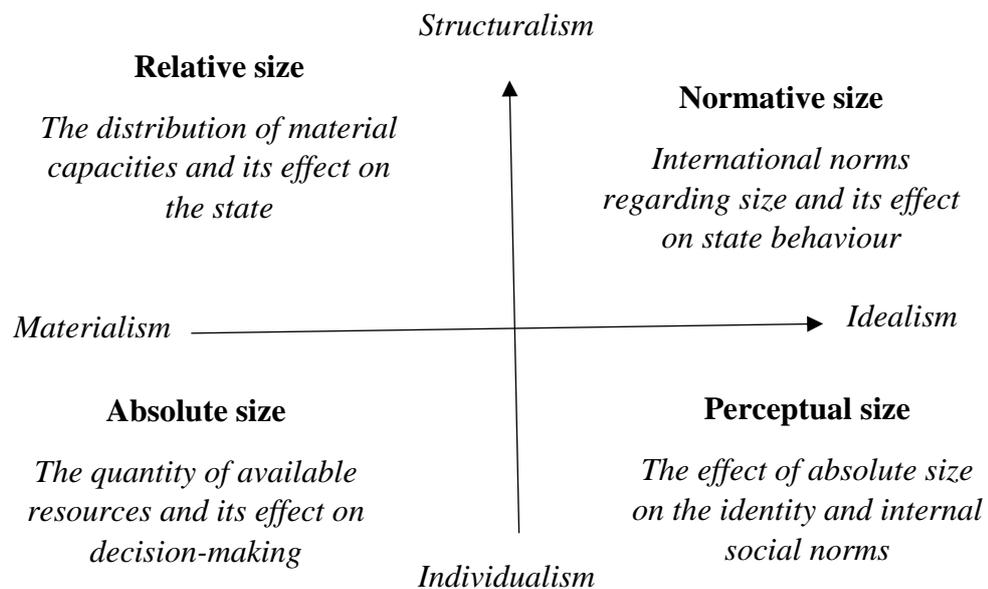 Structuralism
Relative size
The distribution of material
capacities and its effect on
the state
Normative size
International norms
regarding size and its effect
on state behaviour
Materialism
Idealism
Absolute size
The quantity of available
resources and its effect on
decision-making
Perceptual size
The effect of absolute size
on the identity and internal
social norms
Individualism